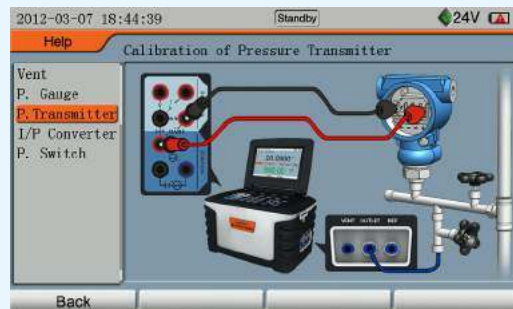 2012-03-07 18:44:39
Standby
24V
Help
Calibration of Pressure Transmitter
Vent
P. Gauge
P.Transmitter
I/P Converter
P. Switch
VENT OUTLET REF
Back